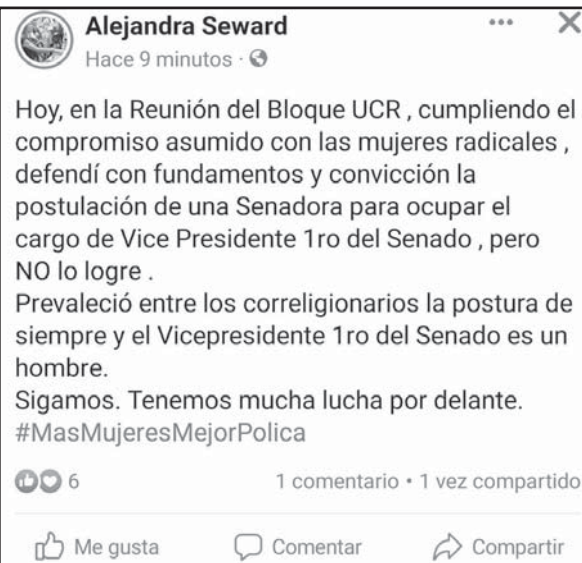 Alejandra Seward
Hace 9 minutos ·
Hoy, en la Reunión del Bloque UCR , cumpliendo el
compromiso asumido con las mujeres radicales ,
defendí con fundamentos y convicción la
postulación de una Senadora para ocupar el
cargo de Vice Presidente 1ro del Senado , pero
NO lo logre .
Prevaleció entre los correligionarios la postura de
siempre y el Vicepresidente 1ro del Senado es un
hombre.
Sigamos. Tenemos mucha lucha por delante.
#MasMujeresMejorPolica
6 1 comentario • 1 vez compartido
Me gusta Comentar Compartir